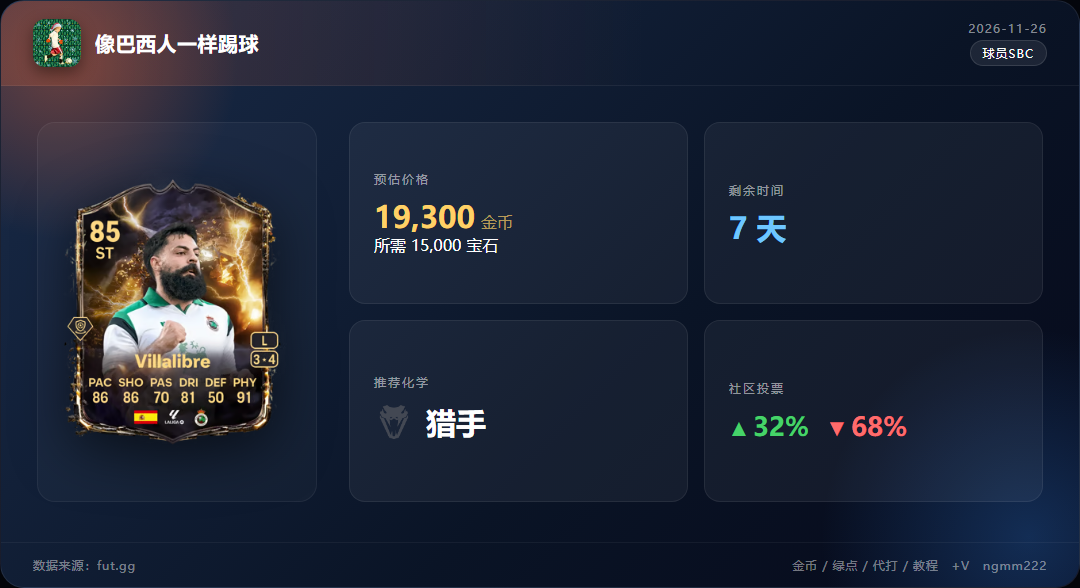 像巴西人一样踢球
2026-11-26
球员SBC
85
ST
L
3·4
Villalibre
PAC SHO PAS DRI DEF PHY
86 86 70 81 50 91
LALIGA
预估价格
19,300 金币
所需 15,000 宝石
剩余时间
7 天
推荐化学
猎手
社区投票
▲32% ▼68%
数据来源：fut.gg
金币 / 绿点 / 代打 / 教程 +V ngmm222